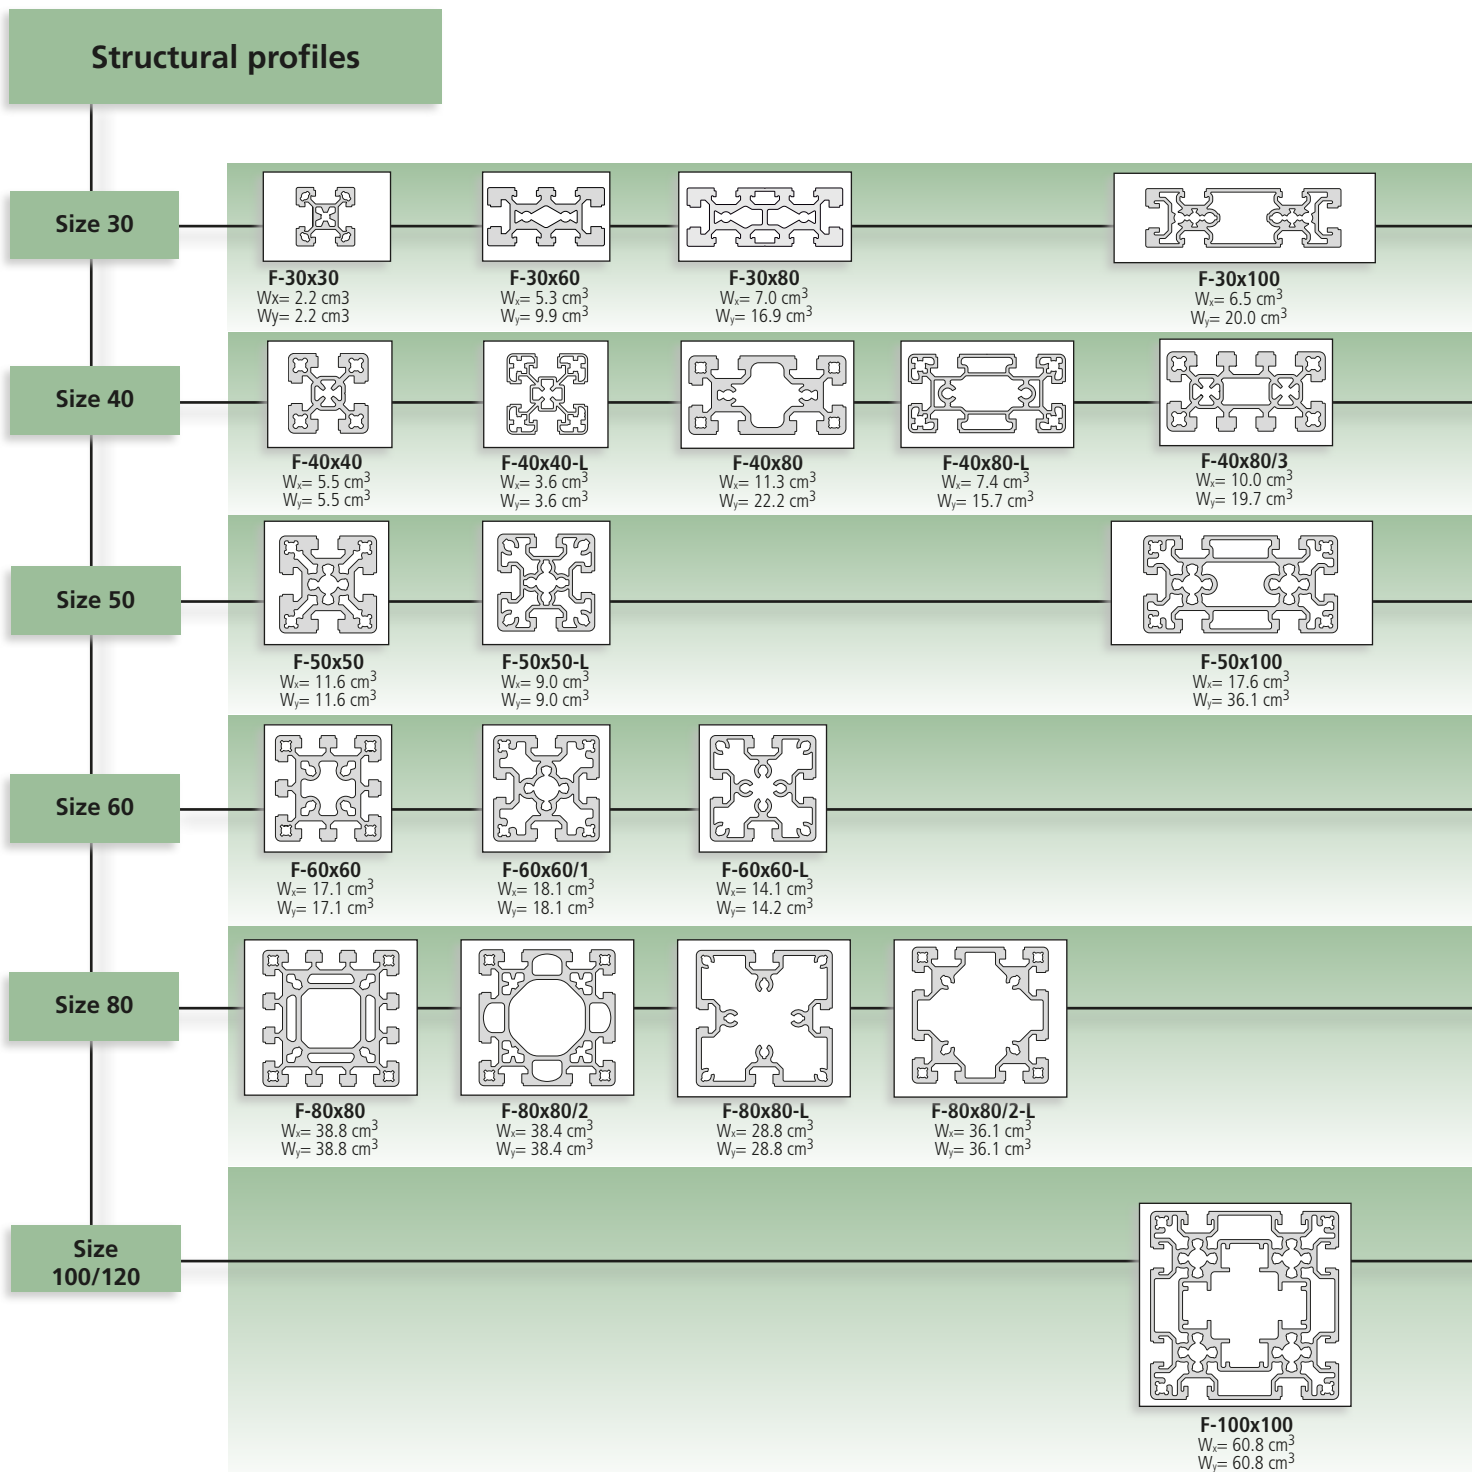 Structural profiles
Size 30
F-30x30
Wx= 2.2 cm3
Wy= 2.2 cm3
F-30x60
Wx= 5.3 cm³
Wy= 9.9 cm³
F-30x80
Wx= 7.0 cm³
Wy= 16.9 cm³
F-30x100
Wx= 6.5 cm³
Wy= 20.0 cm³
Size 40
F-40x40
Wx= 5.5 cm³
Wy= 5.5 cm³
F-40x40-L
Wx= 3.6 cm³
Wy= 3.6 cm³
F-40x80
Wx= 11.3 cm³
Wy= 22.2 cm³
F-40x80-L
Wx= 7.4 cm³
Wy= 15.7 cm³
F-40x80/3
Wx= 10.0 cm³
Wy= 19.7 cm³
Size 50
F-50x50
Wx= 11.6 cm³
Wy= 11.6 cm³
F-50x50-L
Wx= 9.0 cm³
Wy= 9.0 cm³
F-50x100
Wx= 17.6 cm³
Wy= 36.1 cm³
Size 60
F-60x60
Wx= 17.1 cm³
Wy= 17.1 cm³
F-60x60/1
Wx= 18.1 cm³
Wy= 18.1 cm³
F-60x60-L
Wx= 14.1 cm³
Wy= 14.2 cm³
Size 80
F-80x80
Wx= 38.8 cm³
Wy= 38.8 cm³
F-80x80/2
Wx= 38.4 cm³
Wy= 38.4 cm³
F-80x80-L
Wx= 28.8 cm³
Wy= 28.8 cm³
F-80x80/2-L
Wx= 36.1 cm³
Wy= 36.1 cm³
Size
100/120
F-100x100
Wx= 60.8 cm³
Wy= 60.8 cm³